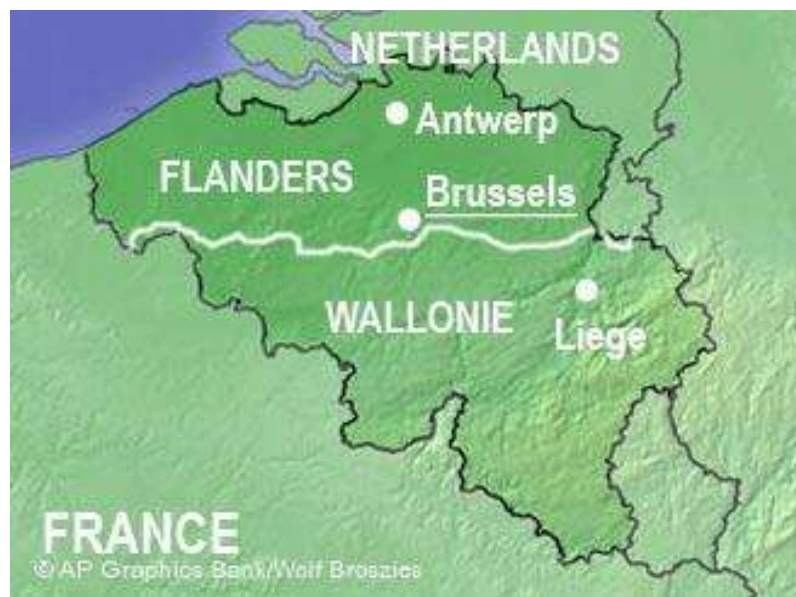 NETHERLANDS
Antwerp
FLANDERS
Brussels
WALLONIE
Liege
FRANCE
© AP Graphics Bank/Wolf Broszies